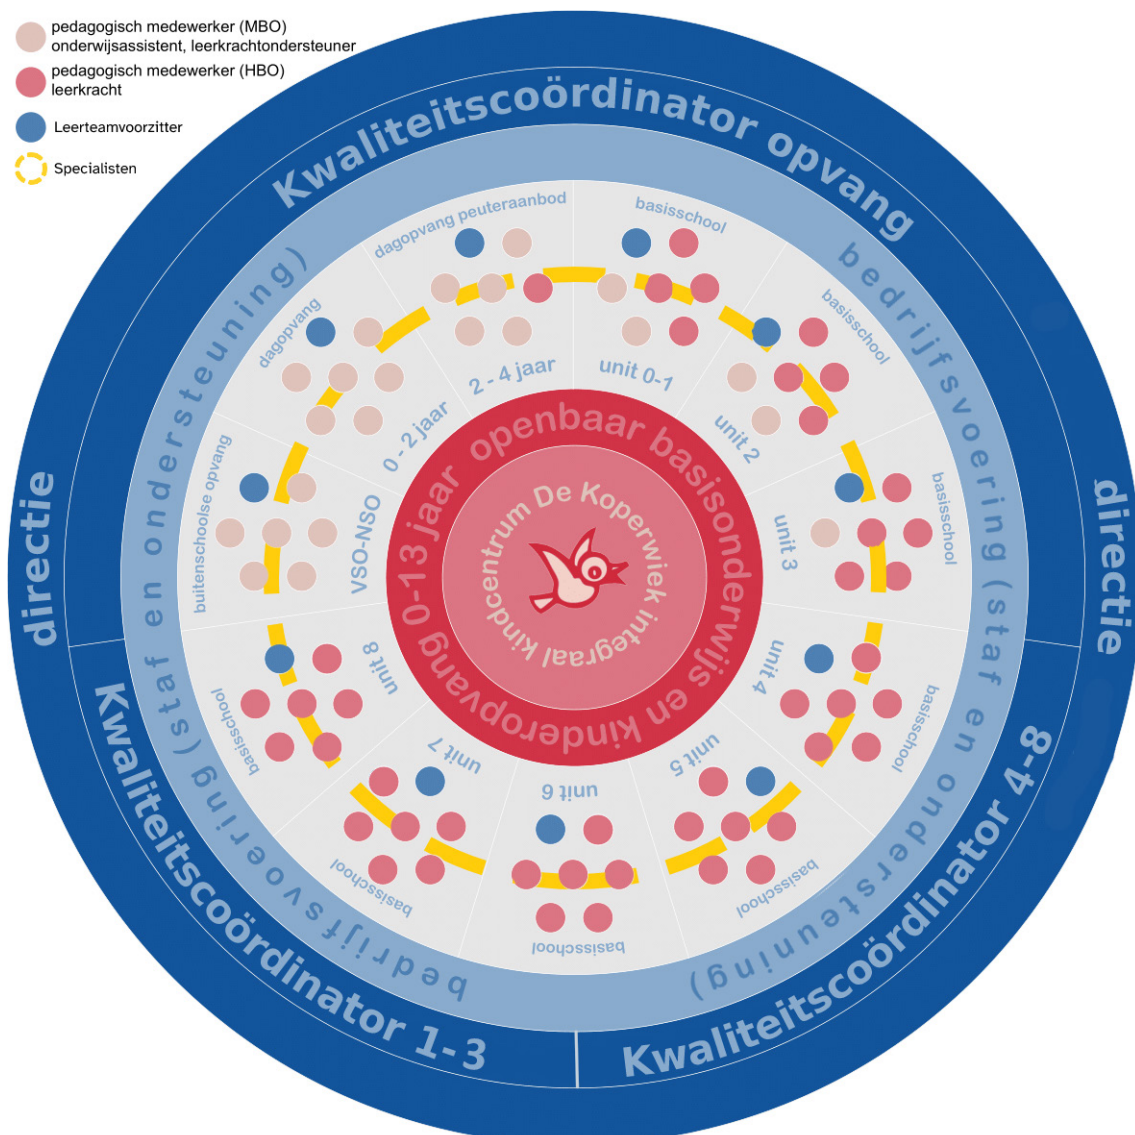 pedagogisch medewerker (MBO)
onderwijsassistent, leerkrachtondersteuner
pedagogisch medewerker (HBO)
leerkracht
Leerteamvoorzitter
Specialisten
Kwaliteitscoördinator opvang
directie
directie
Kwaliteitscoördinator 4-8
Kwaliteitscoördinator 1-3
bedrijfsvoering (staf en ondersteuning)
bedrijfsvoering (staf en ondersteuning)
dagopvang peuteraanbod
2 - 4 jaar
basisschool
unit 0-1
basisschool
unit 2
basisschool
unit 3
basisschool
unit 4
basisschool
unit 5
basisschool
unit 6
basisschool
unit 7
basisschool
unit 8
buitenschoolse opvang
VSO-NSO
dagopvang
0 - 2 jaar
openbaar basisonderwijs en kinderopvang 0-13 jaar
integraal kindcentrum De Koperwiek